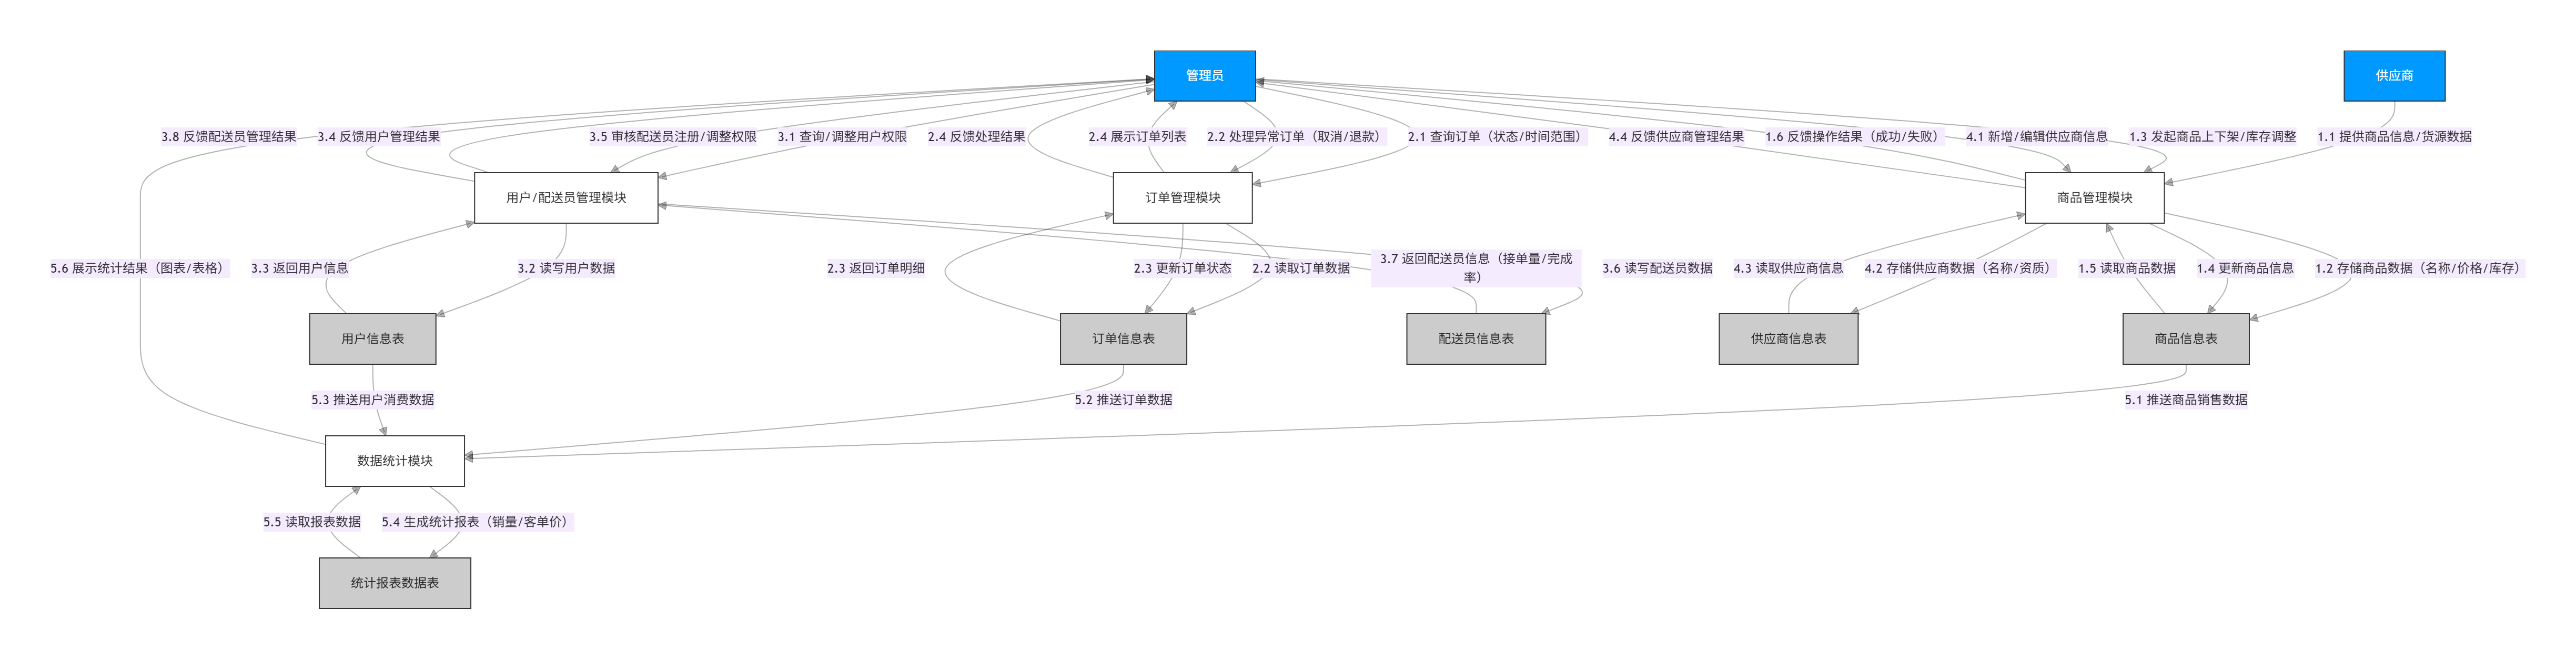 管理员
供应商
3.8 反馈配送员管理结果
3.4 反馈用户管理结果
3.5 审核配送员注册/调整权限
3.1 查询/调整用户权限
2.4 反馈处理结果
2.4 展示订单列表
2.2 处理异常订单（取消/退款）
2.1 查询订单（状态/时间范围）
4.4 反馈供应商管理结果
1.6 反馈操作结果（成功/失败）
4.1 新增/编辑供应商信息
1.3 发起商品上下架/库存调整
1.1 提供商品信息/货源数据
用户/配送员管理模块
订单管理模块
商品管理模块
5.6 展示统计结果（图表/表格）
3.3 返回用户信息
3.2 读写用户数据
2.3 返回订单明细
2.3 更新订单状态
2.2 读取订单数据
3.7 返回配送员信息（接单量/完成
率）
3.6 读写配送员数据
4.3 读取供应商信息
4.2 存储供应商数据（名称/资质）
1.5 读取商品数据
1.4 更新商品信息
1.2 存储商品数据（名称/价格/库存）
用户信息表
订单信息表
配送员信息表
供应商信息表
商品信息表
5.3 推送用户消费数据
5.2 推送订单数据
5.1 推送商品销售数据
数据统计模块
5.5 读取报表数据
5.4 生成统计报表（销量/客单价）
统计报表数据表